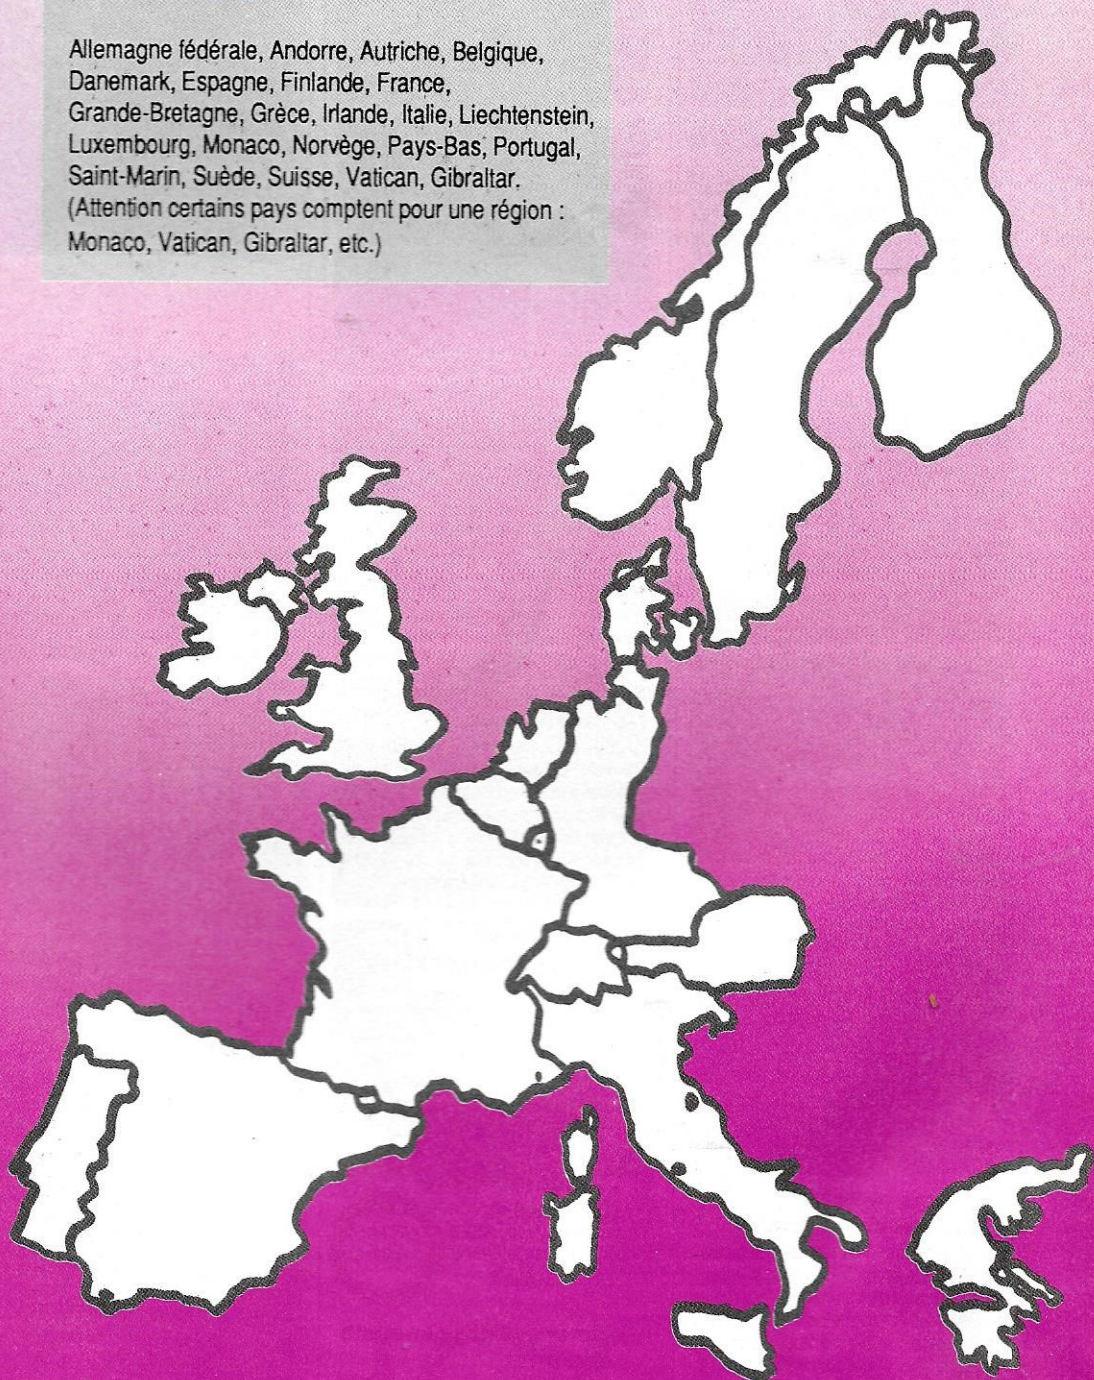 Allemagne fédérale, Andorre, Autriche, Belgique,
Danemark, Espagne, Finlande, France,
Grande-Bretagne, Grèce, Irlande, Italie, Liechtenstein,
Luxembourg, Monaco, Norvège, Pays-Bas, Portugal,
Saint-Marin, Suède, Suisse, Vatican, Gibraltar.
(Attention certains pays comptent pour une région :
Monaco, Vatican, Gibraltar, etc.)